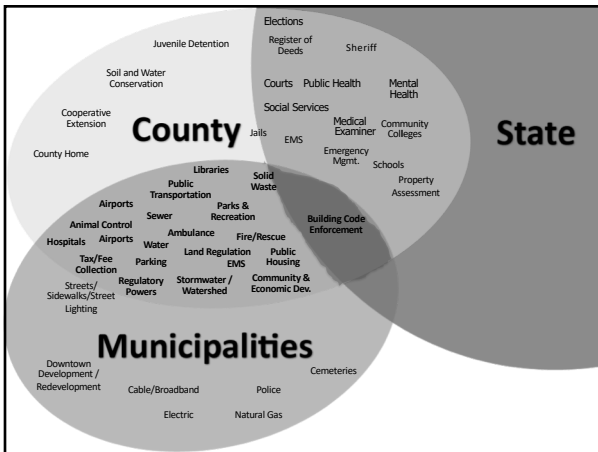 Elections
Juvenile Detention
Register of
Deeds
Sheriff
Soil and Water
Conservation
Courts
Public Health
Mental
Health
Cooperative
Extension
Social Services
County
Jails
EMS
Medical
Examiner
Community
Colleges
State
County Home
Emergency
Mgmt.
Schools
Property
Assessment
Libraries
Solid
Waste
Public
Transportation
Airports
Sewer
Parks &
Recreation
Building Code
Enforcement
Animal Control
Ambulance
Fire/Rescue
Hospitals
Airports
Water
Land Regulation
EMS
Public
Housing
Tax/Fee
Collection
Parking
Regulatory
Powers
Stormwater /
Watershed
Community &
Economic Dev.
Streets/
Sidewalks/Street
Lighting
Municipalities
Downtown
Development /
Redevelopment
Cable/Broadband
Police
Cemeteries
Electric
Natural Gas